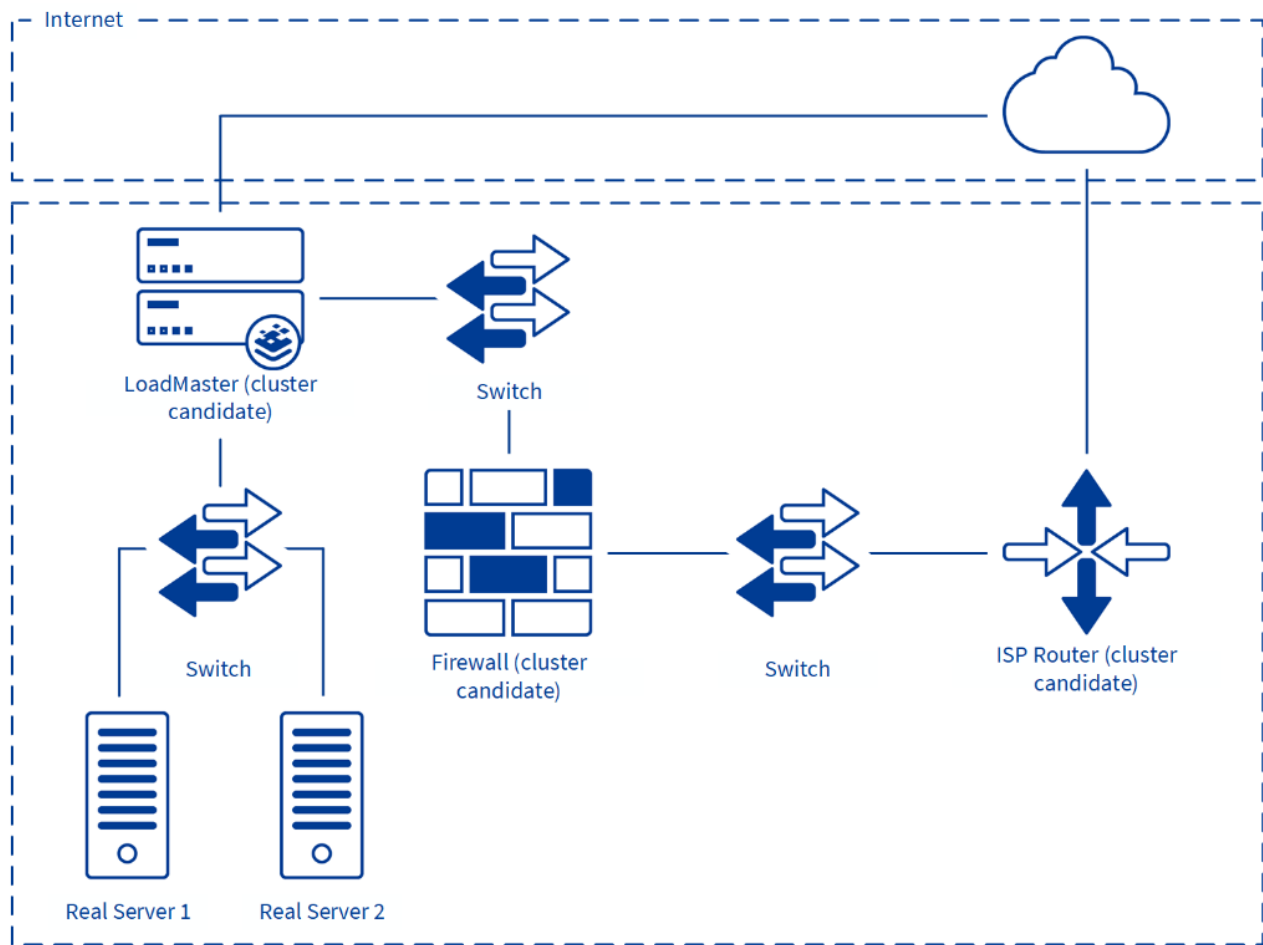 Internet
LoadMaster (cluster
candidate)
Switch
Switch
Firewall (cluster
candidate)
Switch
ISP Router (cluster
candidate)
Real Server 1
Real Server 2